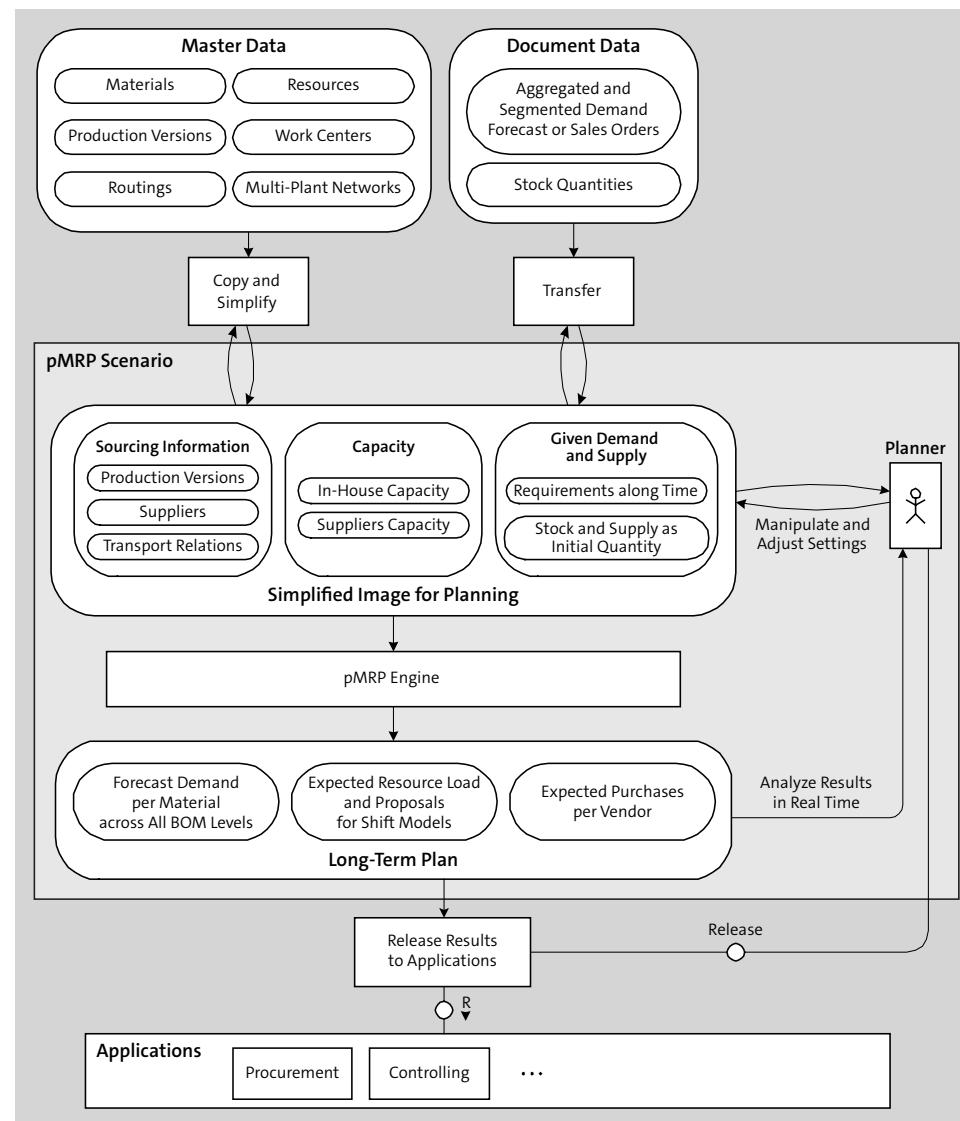 Master Data
Materials
Resources
Production Versions
Work Centers
Routings
Multi-Plant Networks
Document Data
Aggregated and
Segmented Demand
Forecast or Sales Orders
Stock Quantities
Copy and
Simplify
Transfer
pMRP Scenario
Sourcing Information
Production Versions
Suppliers
Transport Relations
Capacity
In-House Capacity
Suppliers Capacity
Given Demand
and Supply
Requirements along Time
Stock and Supply as
Initial Quantity
Simplified Image for Planning
Planner
Manipulate and
Adjust Settings
pMRP Engine
Forecast Demand
per Material
across All BOM Levels
Expected Resource Load
and Proposals
for Shift Models
Expected Purchases
per Vendor
Long-Term Plan
Analyze Results
in Real Time
Release Results
to Applications
Release
R
Applications
Procurement
Controlling
...